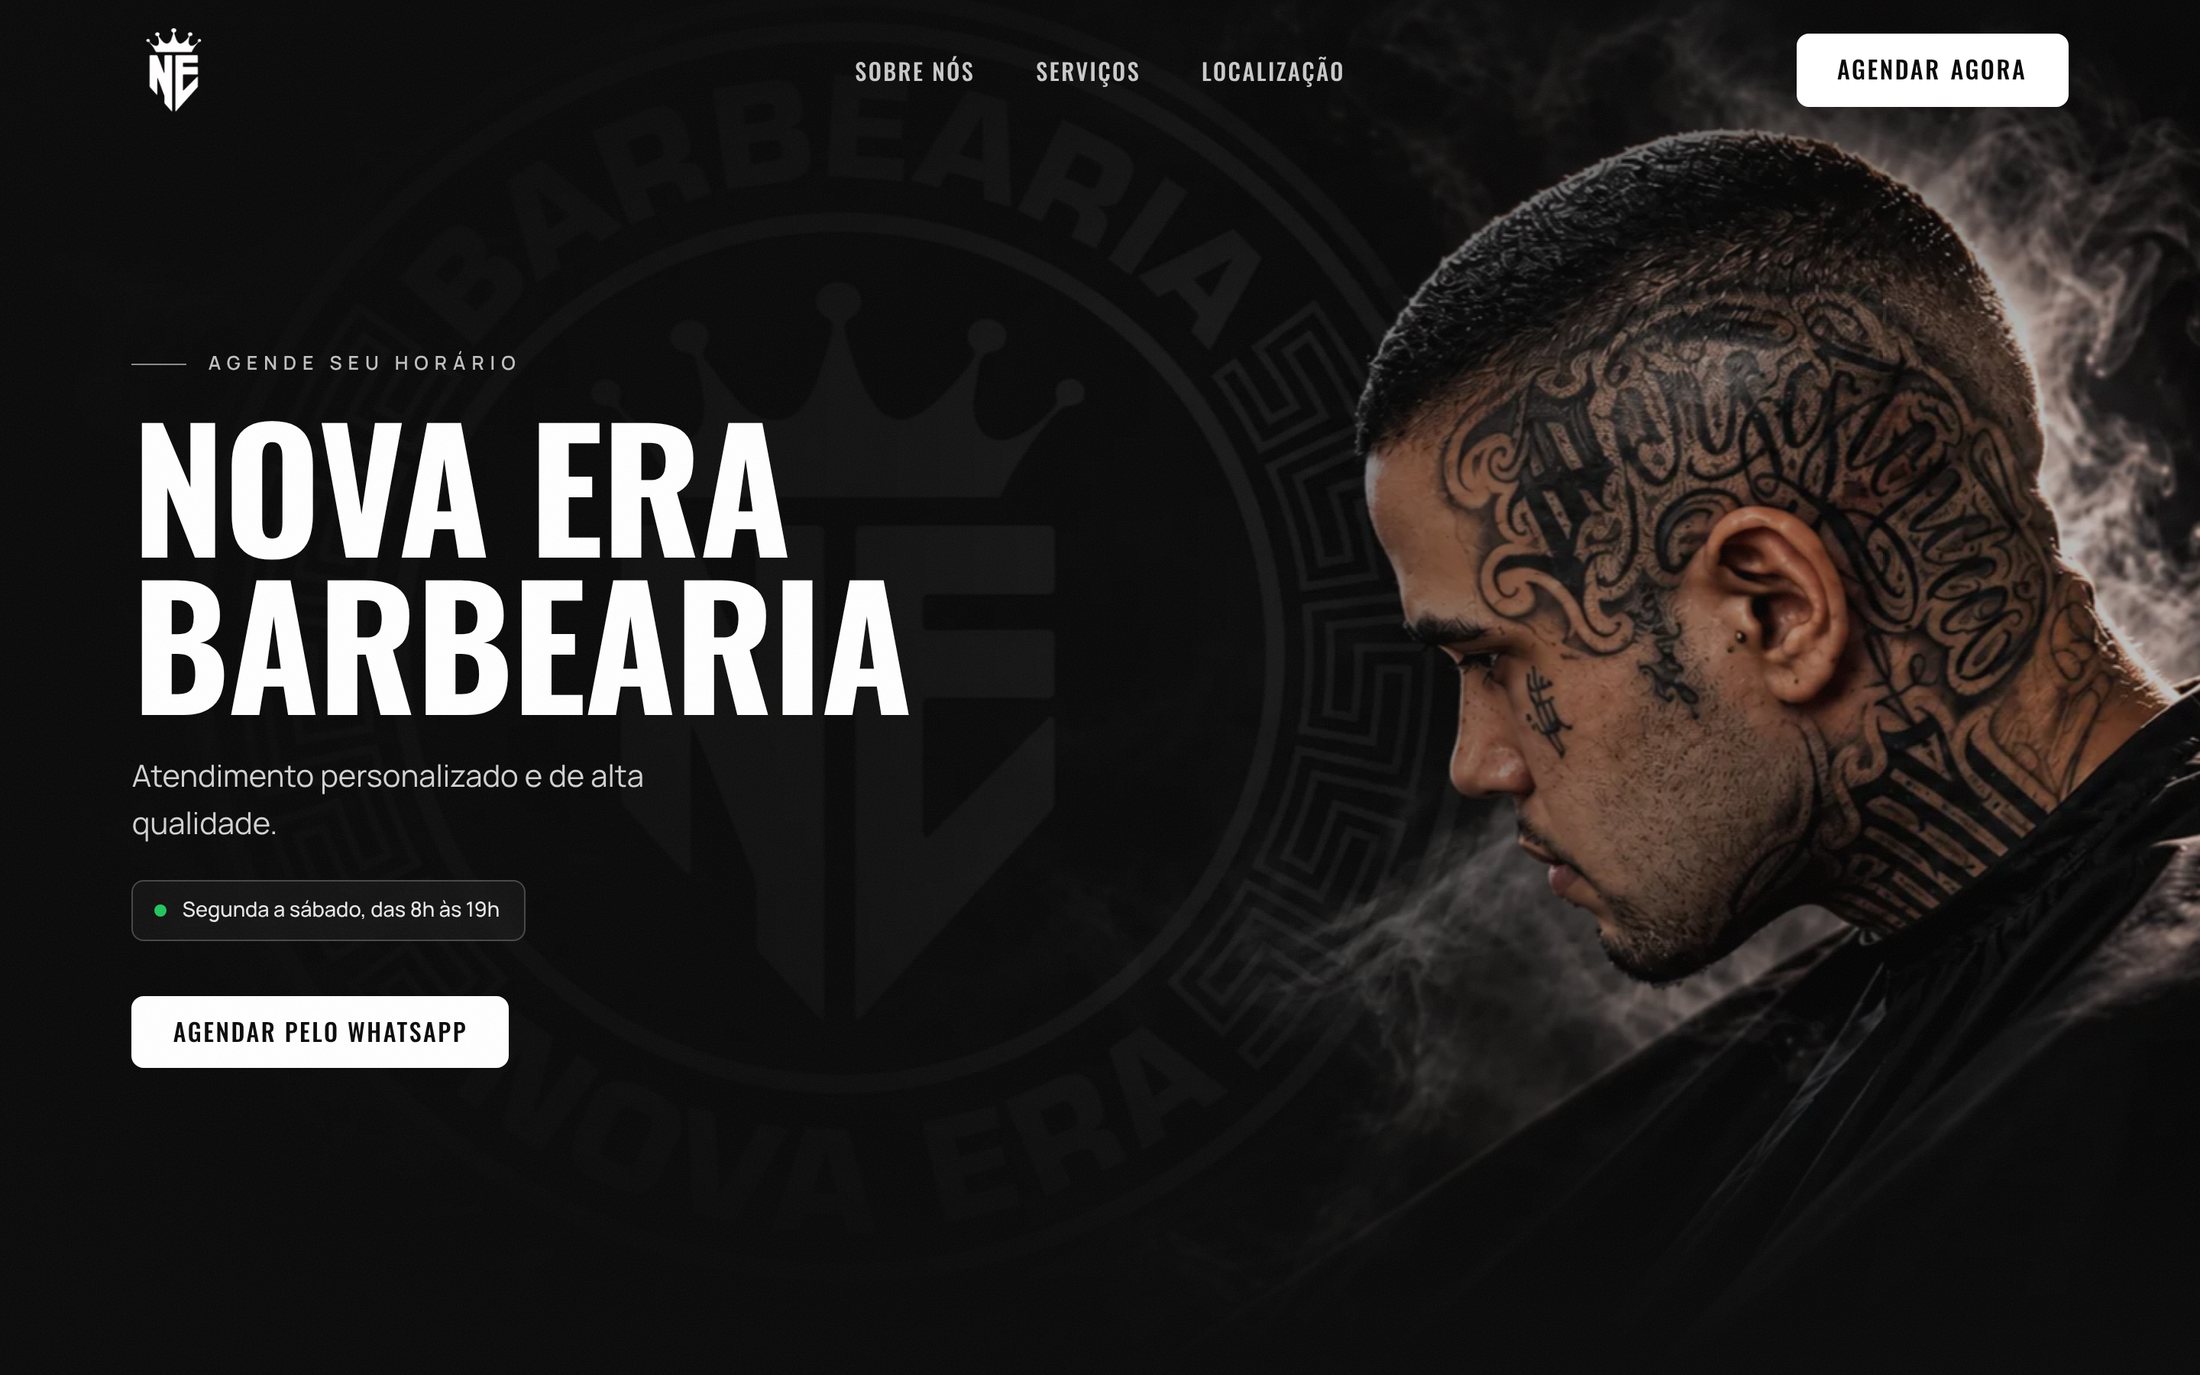 NE
SOBRE NÓS
SERVIÇOS
LOCALIZAÇÃO
AGENDAR AGORA
BARBEARIA
AGENDE SEU HORÁRIO
NOVA ERA
BARBEARIA
NE
Atendimento personalizado e de alta
qualidade.
Segunda a sábado, das 8h às 19h
AGENDAR PELO WHATSAPP
NOVA ERA